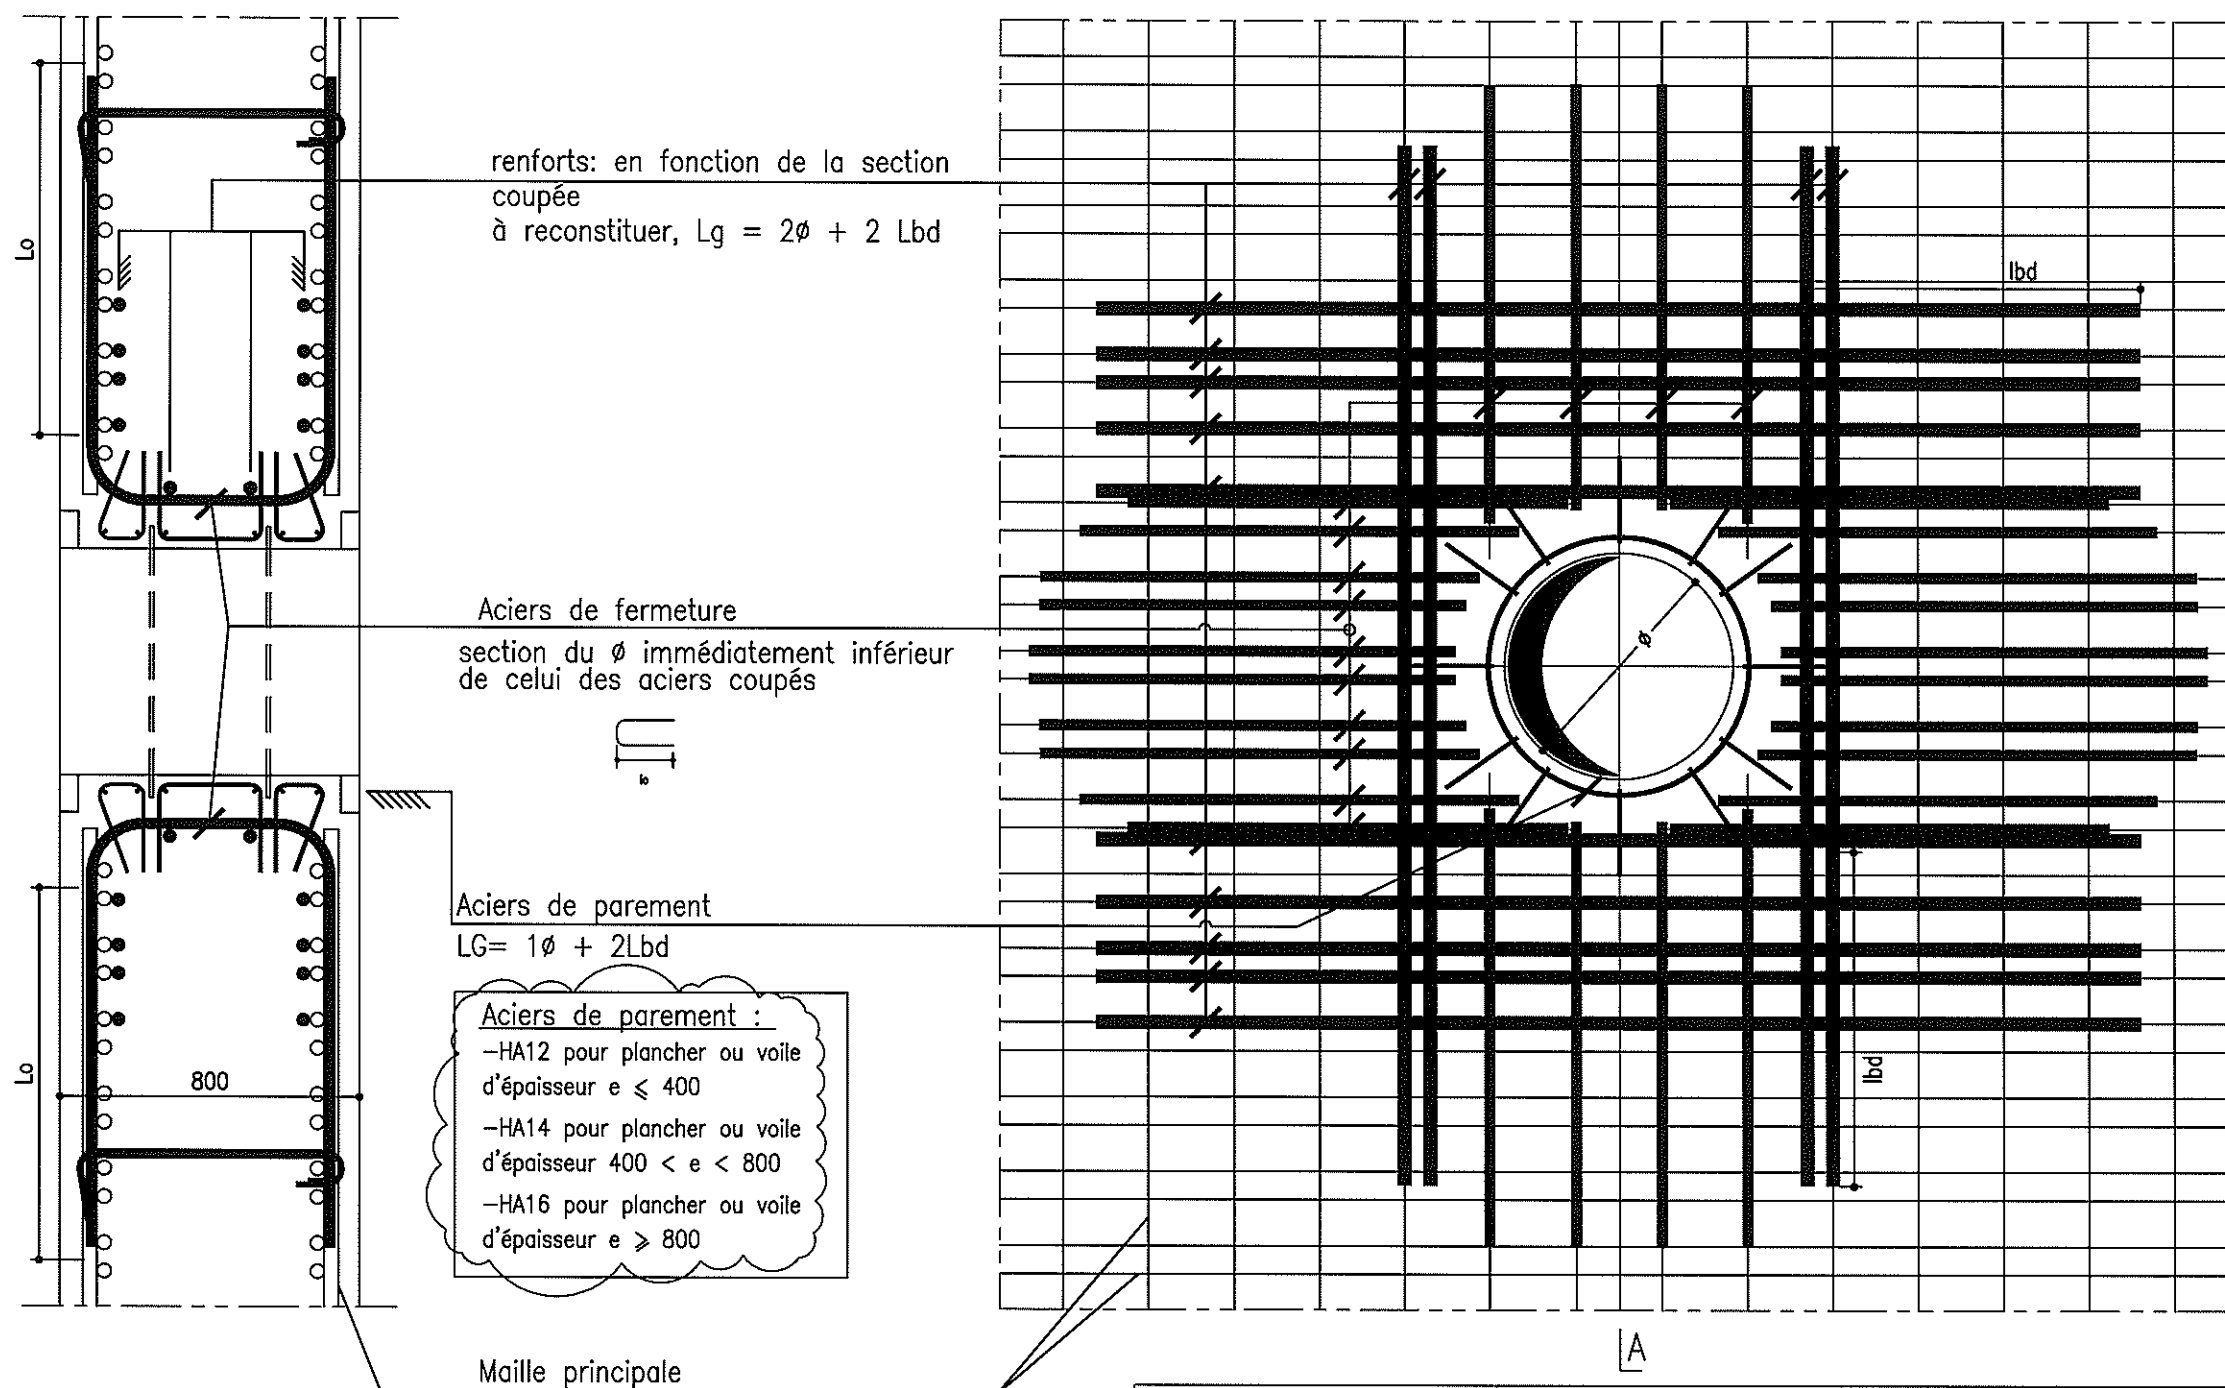 renforts: en fonction de la section
coupée
à reconstituer, Lg = 2ø + 2 Lbd
Lo
lbd
Aciers de fermeture
section du ø immédiatement inférieur
de celui des aciers coupés
lo
ø
Aciers de parement
LG= 1ø + 2Lbd
Aciers de parement :
-HA12 pour plancher ou voile
d'épaisseur e ⩽ 400
-HA14 pour plancher ou voile
d'épaisseur 400 < e < 800
-HA16 pour plancher ou voile
d'épaisseur e ⩾ 800
Lo
800
lbd
A
Maille principale